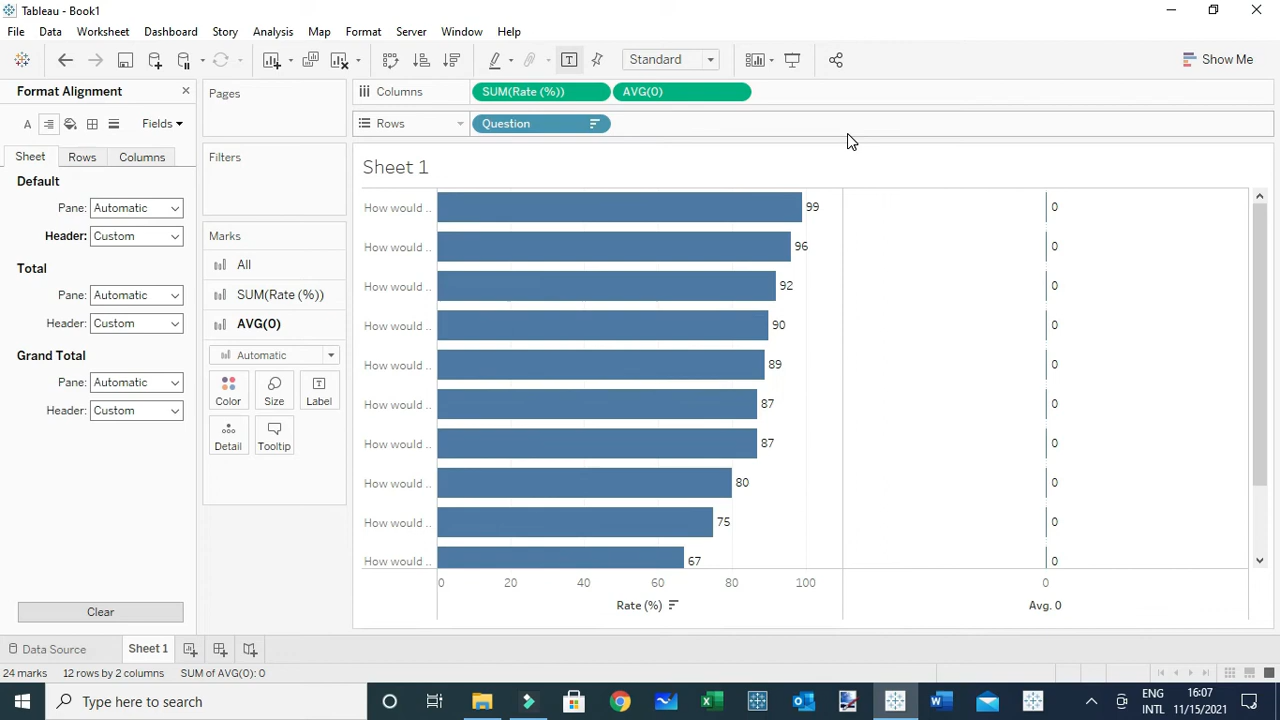 Tableau - Book1
File Data Worksheet Dashboard Story Analysis Map Format Server Window Help
Standard
Show Me
Format Alignment
Fields
Sheet Rows Columns
Default
Pane: Automatic
Header: Custom
Total
Pane: Automatic
Header: Custom
Grand Total
Pane: Automatic
Header: Custom
Clear
Pages
Filters
Marks
All
SUM(Rate (%))
AVG(0)
Automatic
Color Size Label
Detail Tooltip
Columns SUM(Rate (%)) AVG(0)
Rows Question
Sheet 1
How would .. 99 0
How would .. 96 0
How would .. 92 0
How would .. 90 0
How would .. 89 0
How would .. 87 0
How would .. 87 0
How would .. 80 0
How would .. 75 0
How would .. 67 0
0 20 40 60 80 100 0
Rate (%) Avg. 0
Data Source Sheet 1
24 marks 12 rows by 2 columns SUM of AVG(0): 0
Type here to search
ENG 16:07
INTL 11/15/2021